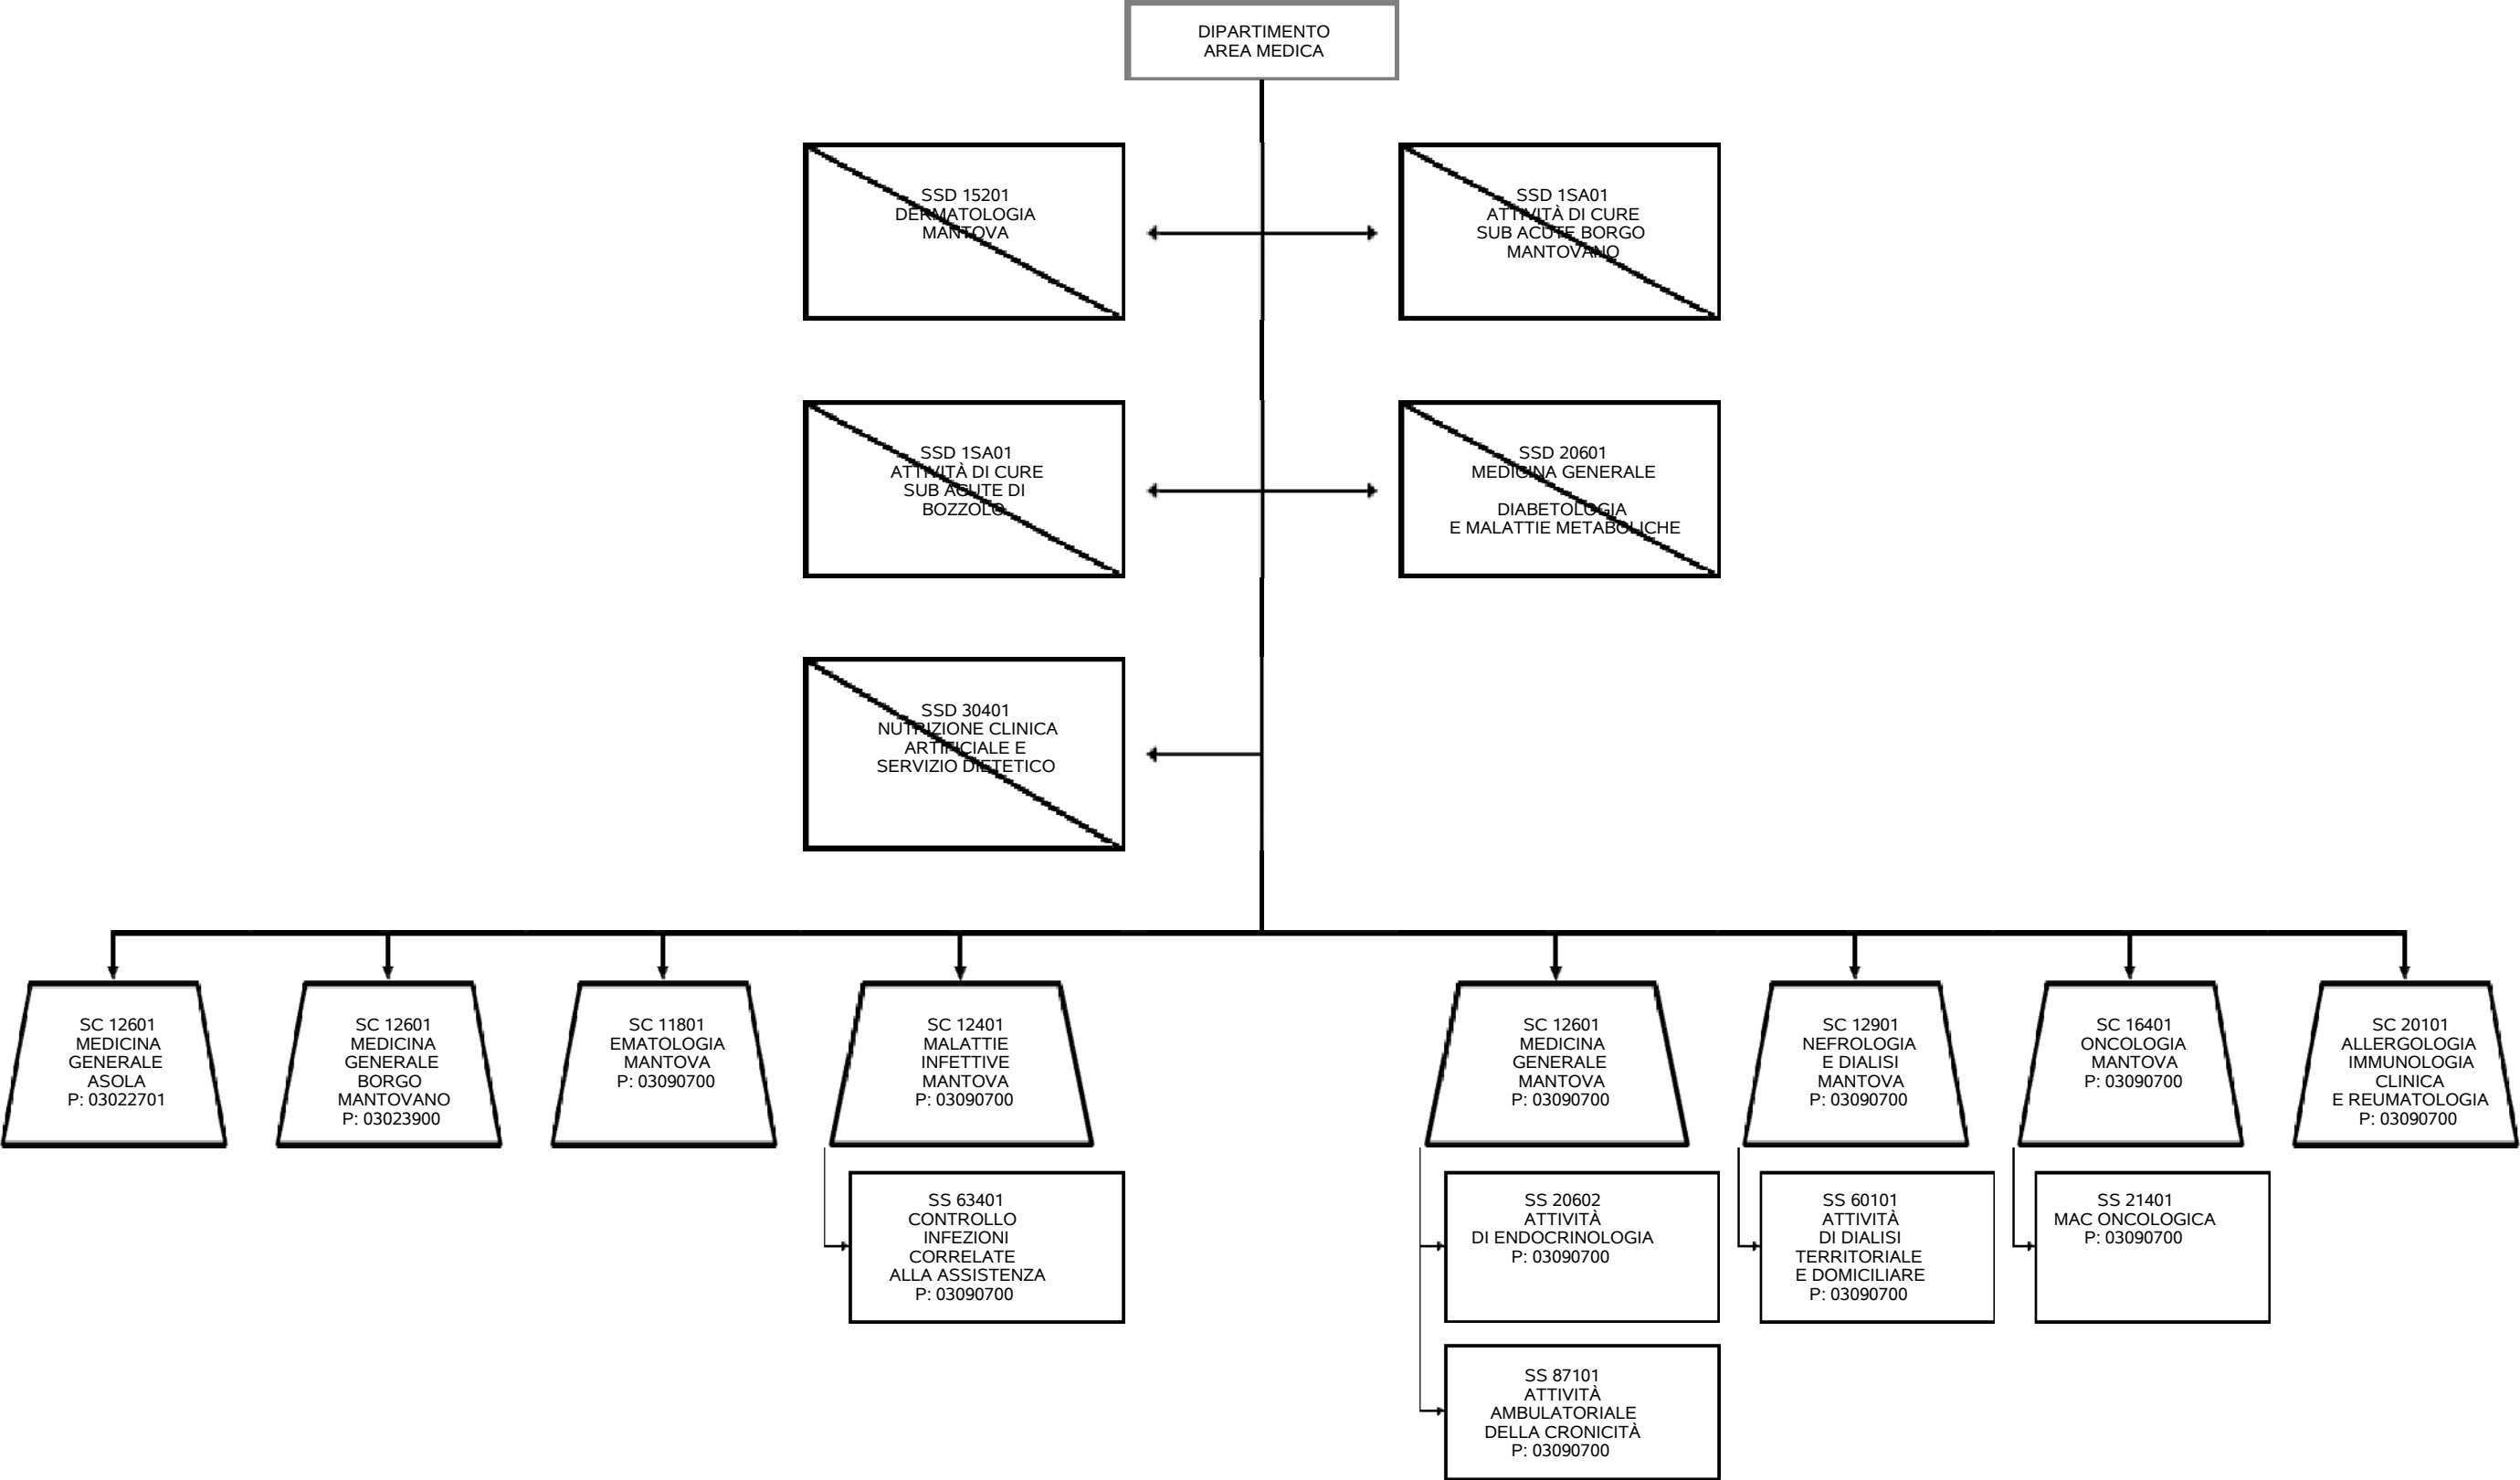 DIPARTIMENTO
AREA MEDICA
SSD 15201
DERMATOLOGIA
MANTOVA
SSD 1SA01
ATTIVITÀ DI CURE
SUB ACUTE BORGO
MANTOVANO
SSD 1SA01
ATTIVITÀ DI CURE
SUB ACUTE DI
BOZZOLO
SSD 20601
MEDICINA GENERALE
DIABETOLOGIA
E MALATTIE METABOLICHE
SSD 30401
NUTRIZIONE CLINICA
ARTIFICIALE E
SERVIZIO DIETETICO
SC 12601
MEDICINA
GENERALE
ASOLA
P: 03022701
SC 12601
MEDICINA
GENERALE
BORGO
MANTOVANO
P: 03023900
SC 11801
EMATOLOGIA
MANTOVA
P: 03090700
SC 12401
MALATTIE
INFETTIVE
MANTOVA
P: 03090700
SC 12601
MEDICINA
GENERALE
MANTOVA
P: 03090700
SC 12901
NEFROLOGIA
E DIALISI
MANTOVA
P: 03090700
SC 16401
ONCOLOGIA
MANTOVA
P: 03090700
SC 20101
ALLERGOLOGIA
IMMUNOLOGIA
CLINICA
E REUMATOLOGIA
P: 03090700
SS 63401
CONTROLLO
INFEZIONI
CORRELATE
ALLA ASSISTENZA
P: 03090700
SS 20602
ATTIVITÀ
DI ENDOCRINOLOGIA
P: 03090700
SS 60101
ATTIVITÀ
DI DIALISI
TERRITORIALE
E DOMICILIARE
P: 03090700
SS 21401
MAC ONCOLOGICA
P: 03090700
SS 87101
ATTIVITÀ
AMBULATORIALE
DELLA CRONICITÀ
P: 03090700